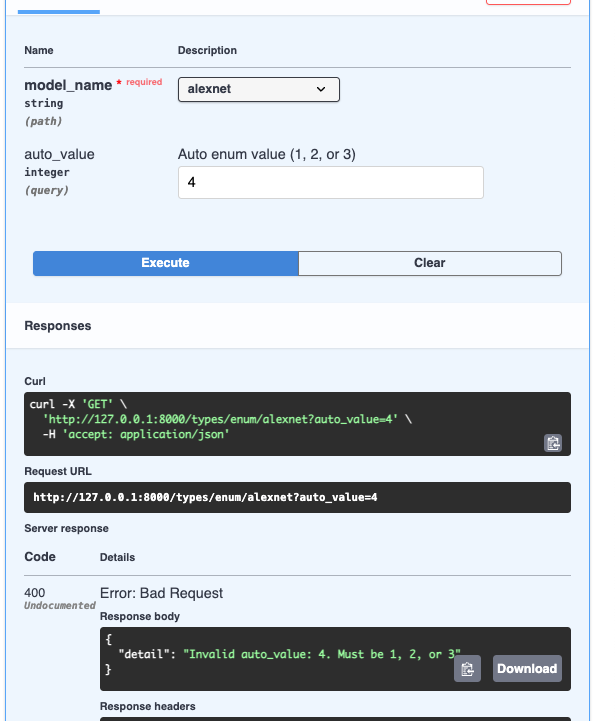 Name Description
model_name * required
alexnet
string
(path)
auto_value
Auto enum value (1, 2, or 3)
integer
4
(query)
Execute Clear
Responses
Curl
curl -X 'GET' \
'http://127.0.0.1:8000/types/enum/alexnet?auto_value=4' \
-H 'accept: application/json'
Request URL
http://127.0.0.1:8000/types/enum/alexnet?auto_value=4
Server response
Code Details
400 Error: Bad Request
Undocumented
Response body
{
"detail": "Invalid auto_value: 4. Must be 1, 2, or 3"
}
Download
Response headers